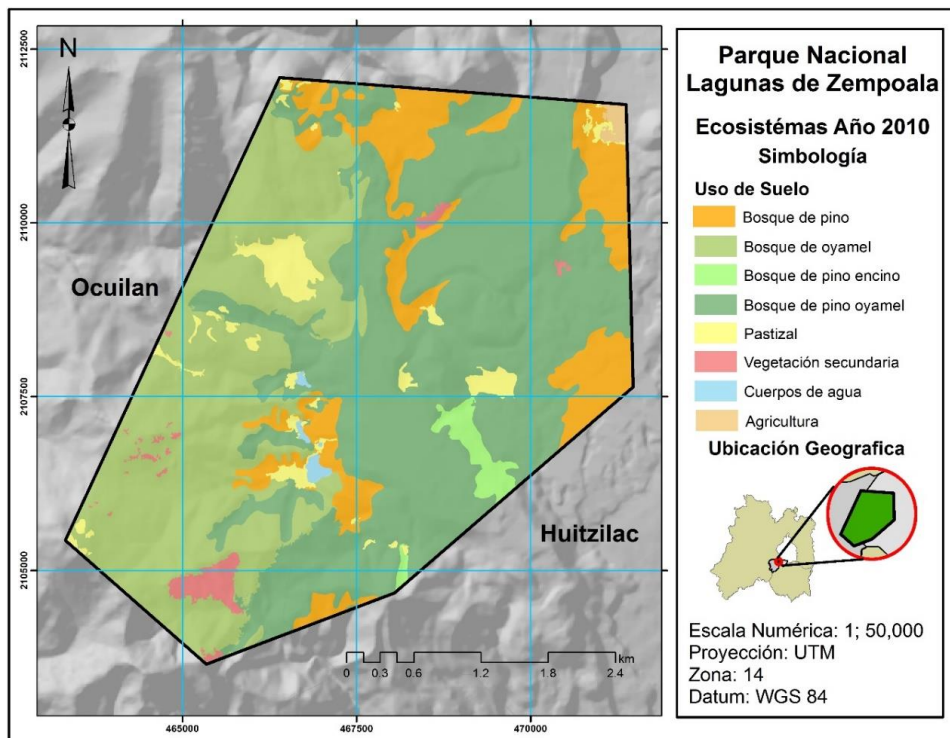 N
2112500
2110000
2107500
2105000
465000
467500
470000
Ocuilan
Huitzilac
km
0 0.3 0.6 1.2 1.8 2.4
Parque Nacional
Lagunas de Zempoala
Ecosistémas Año 2010
Simbología
Uso de Suelo
Bosque de pino
Bosque de oyamel
Bosque de pino encino
Bosque de pino oyamel
Pastizal
Vegetación secundaria
Cuerpos de agua
Agricultura
Ubicación Geografica
Escala Numérica: 1; 50,000
Proyección: UTM
Zona: 14
Datum: WGS 84